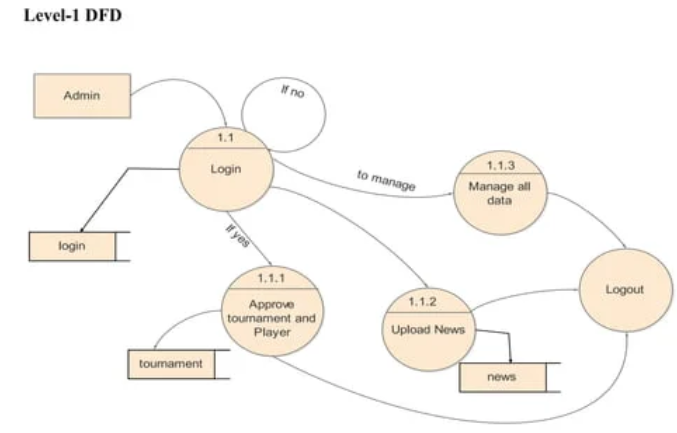 Level-1 DFD
Admin
If no
1.1
Login
to manage
1.1.3
Manage all
data
login
If yes
1.1.1
Approve
tournament and
Player
1.1.2
Upload News
Logout
tournament
news